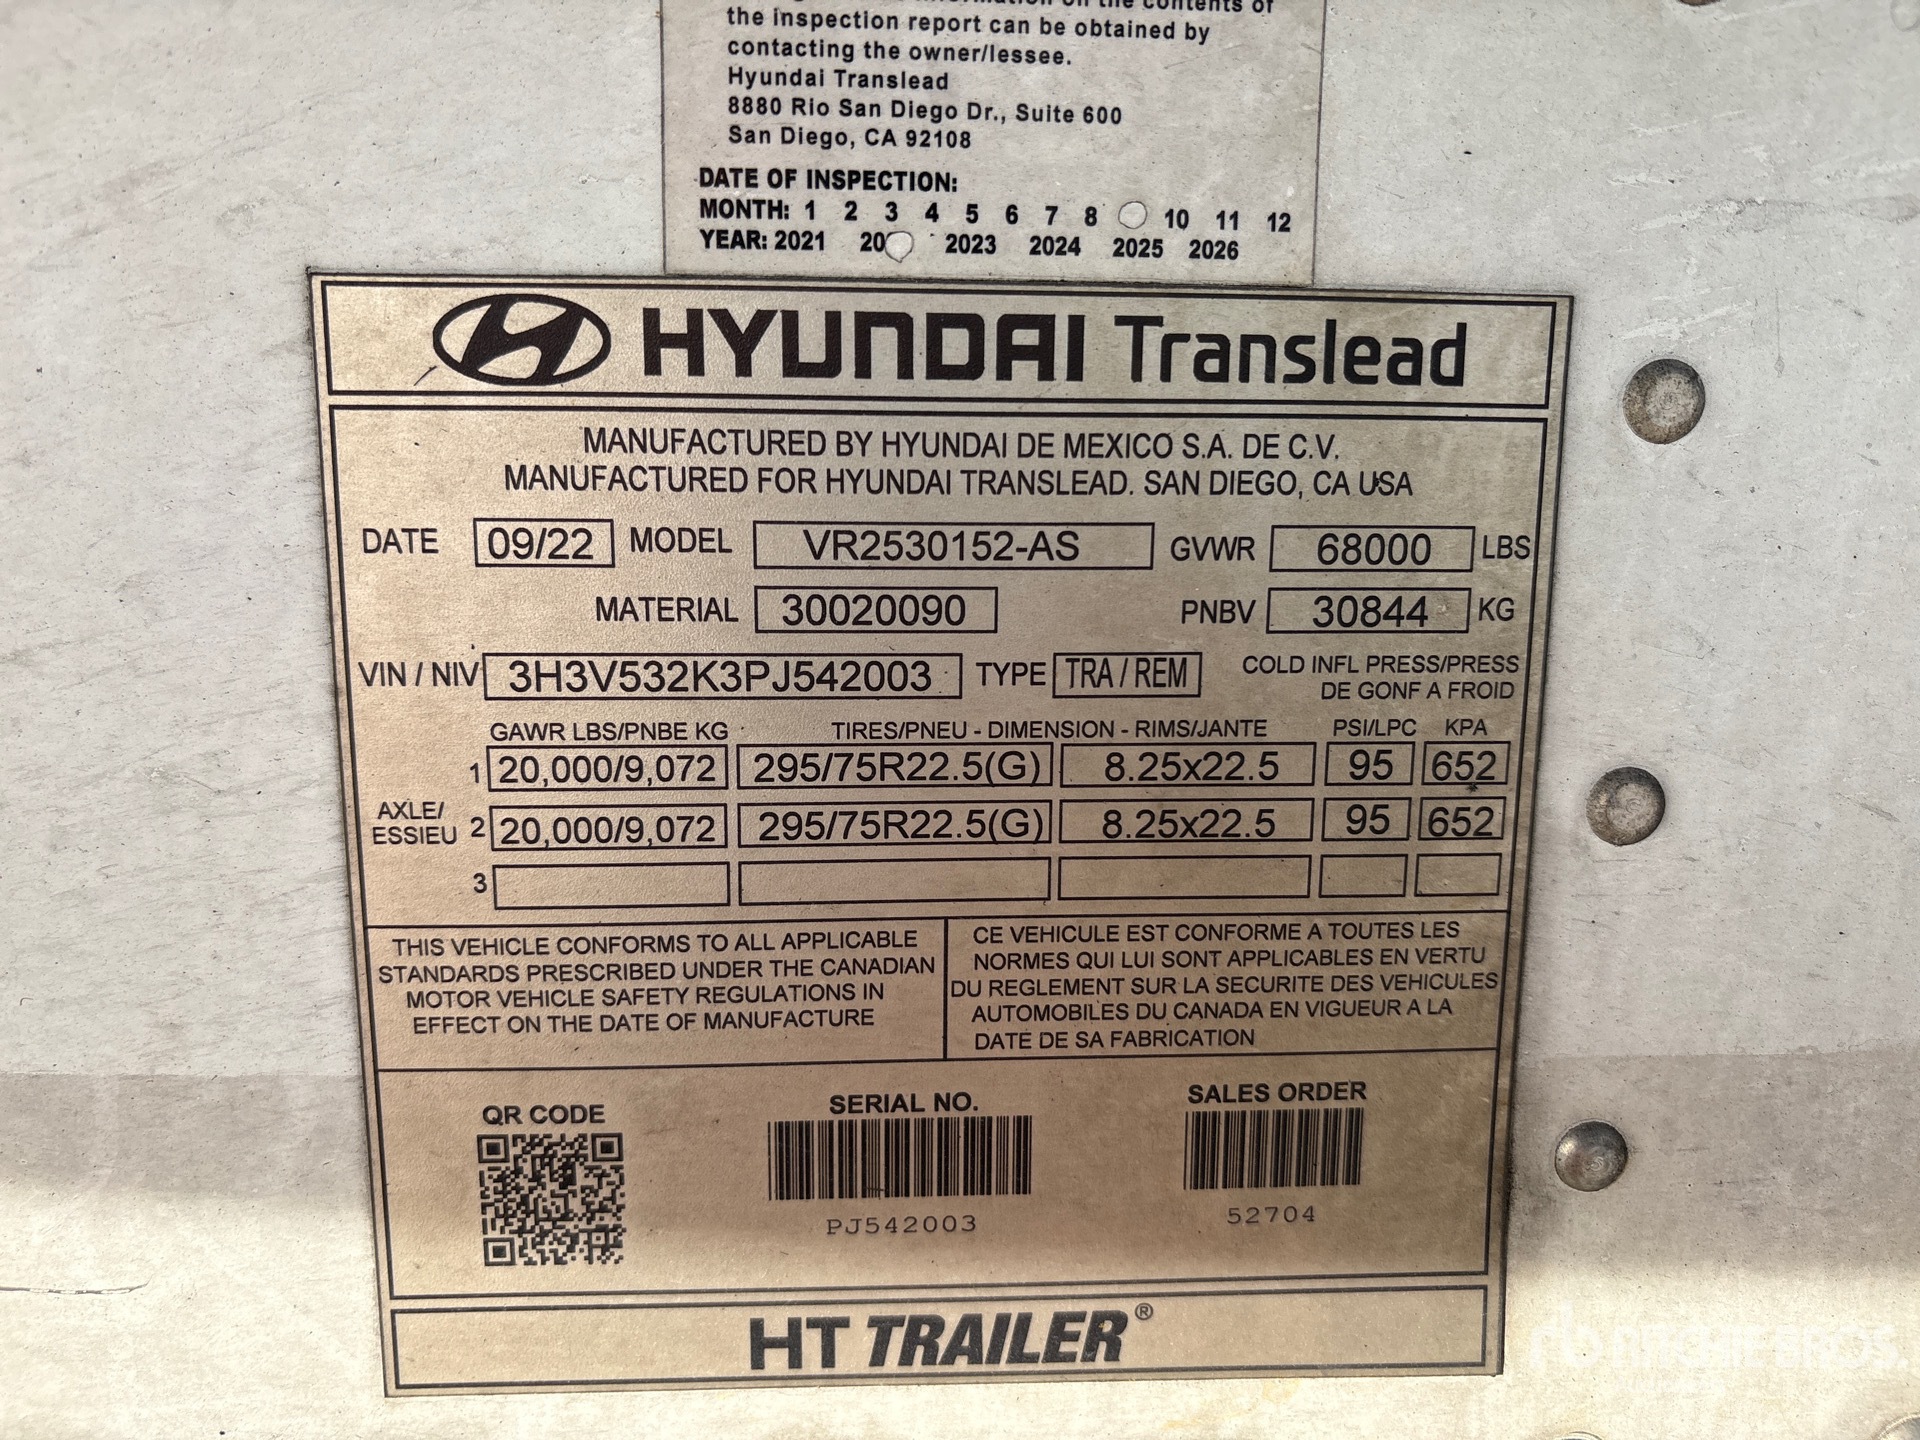 the inspection report can be obtained by
contacting the owner/lessee.
Hyundai Translead
8880 Rio San Diego Dr., Suite 600
San Diego, CA 92108
DATE OF INSPECTION:
MONTH: 1 2 3 4 5 6 7 8 10 11 12
YEAR: 2021 20 2023 2024 2025 2026
HYUNDAI Translead
MANUFACTURED BY HYUNDAI DE MEXICO S.A. DE C.V.
MANUFACTURED FOR HYUNDAI TRANSLEAD. SAN DIEGO, CA USA
DATE 09/22 MODEL VR2530152-AS GVWR 68000 LBS
MATERIAL 30020090 PNBV 30844 KG
VIN / NIV 3H3V532K3PJ542003 TYPE TRA / REM COLD INFL PRESS/PRESS
DE GONF A FROID
GAWR LBS/PNBE KG TIRES/PNEU - DIMENSION - RIMS/JANTE PSI/LPC KPA
1 20,000/9,072 295/75R22.5(G) 8.25x22.5 95 652
AXLE/
ESSIEU 2 20,000/9,072 295/75R22.5(G) 8.25x22.5 95 652
3
THIS VEHICLE CONFORMS TO ALL APPLICABLE
STANDARDS PRESCRIBED UNDER THE CANADIAN
MOTOR VEHICLE SAFETY REGULATIONS IN
EFFECT ON THE DATE OF MANUFACTURE
CE VEHICULE EST CONFORME A TOUTES LES
NORMES QUI LUI SONT APPLICABLES EN VERTU
DU REGLEMENT SUR LA SECURITE DES VEHICULES
AUTOMOBILES DU CANADA EN VIGUEUR A LA
DATE DE SA FABRICATION
QR CODE
SERIAL NO.
PJ542003
SALES ORDER
52704
HT TRAILER®